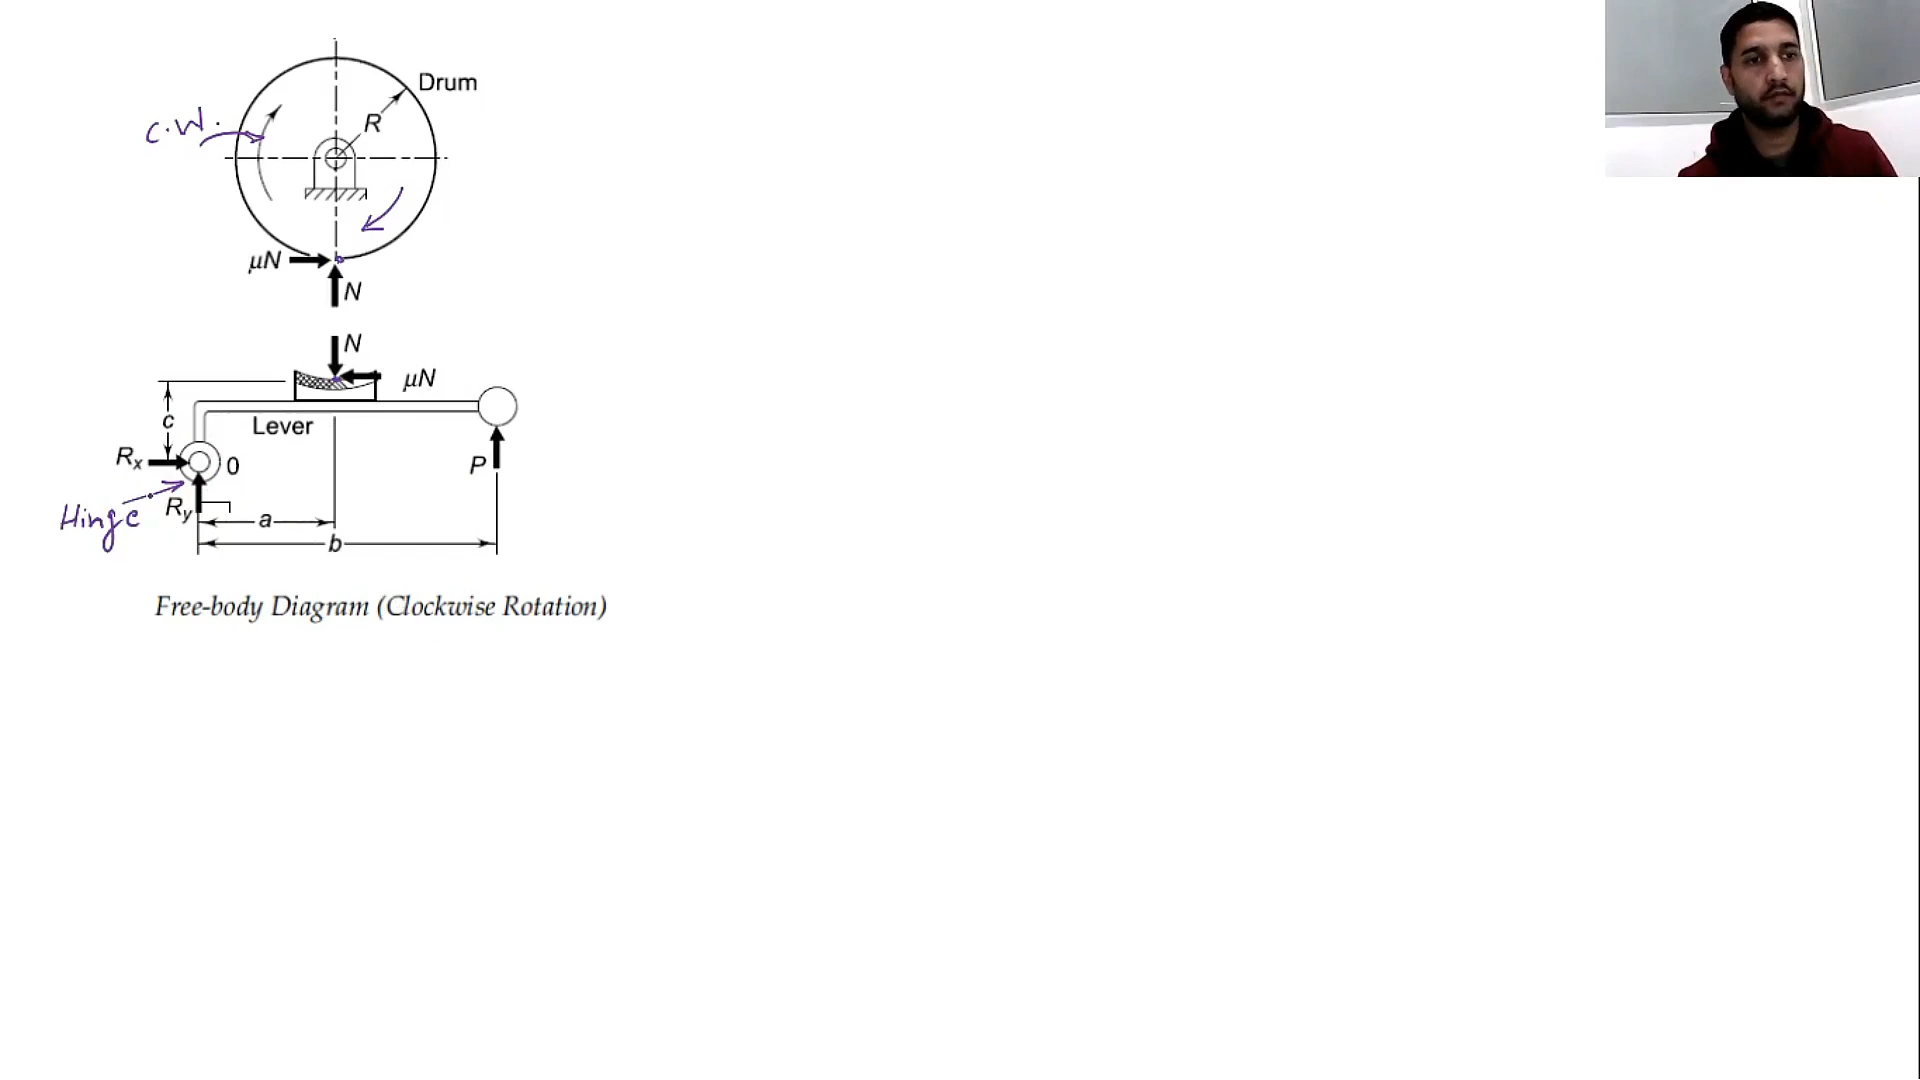 Drum
C.W.
R
μN
N
N
μN
c
Lever
Rx
0
P
Hinge
Ry
a
b
Free-body Diagram (Clockwise Rotation)